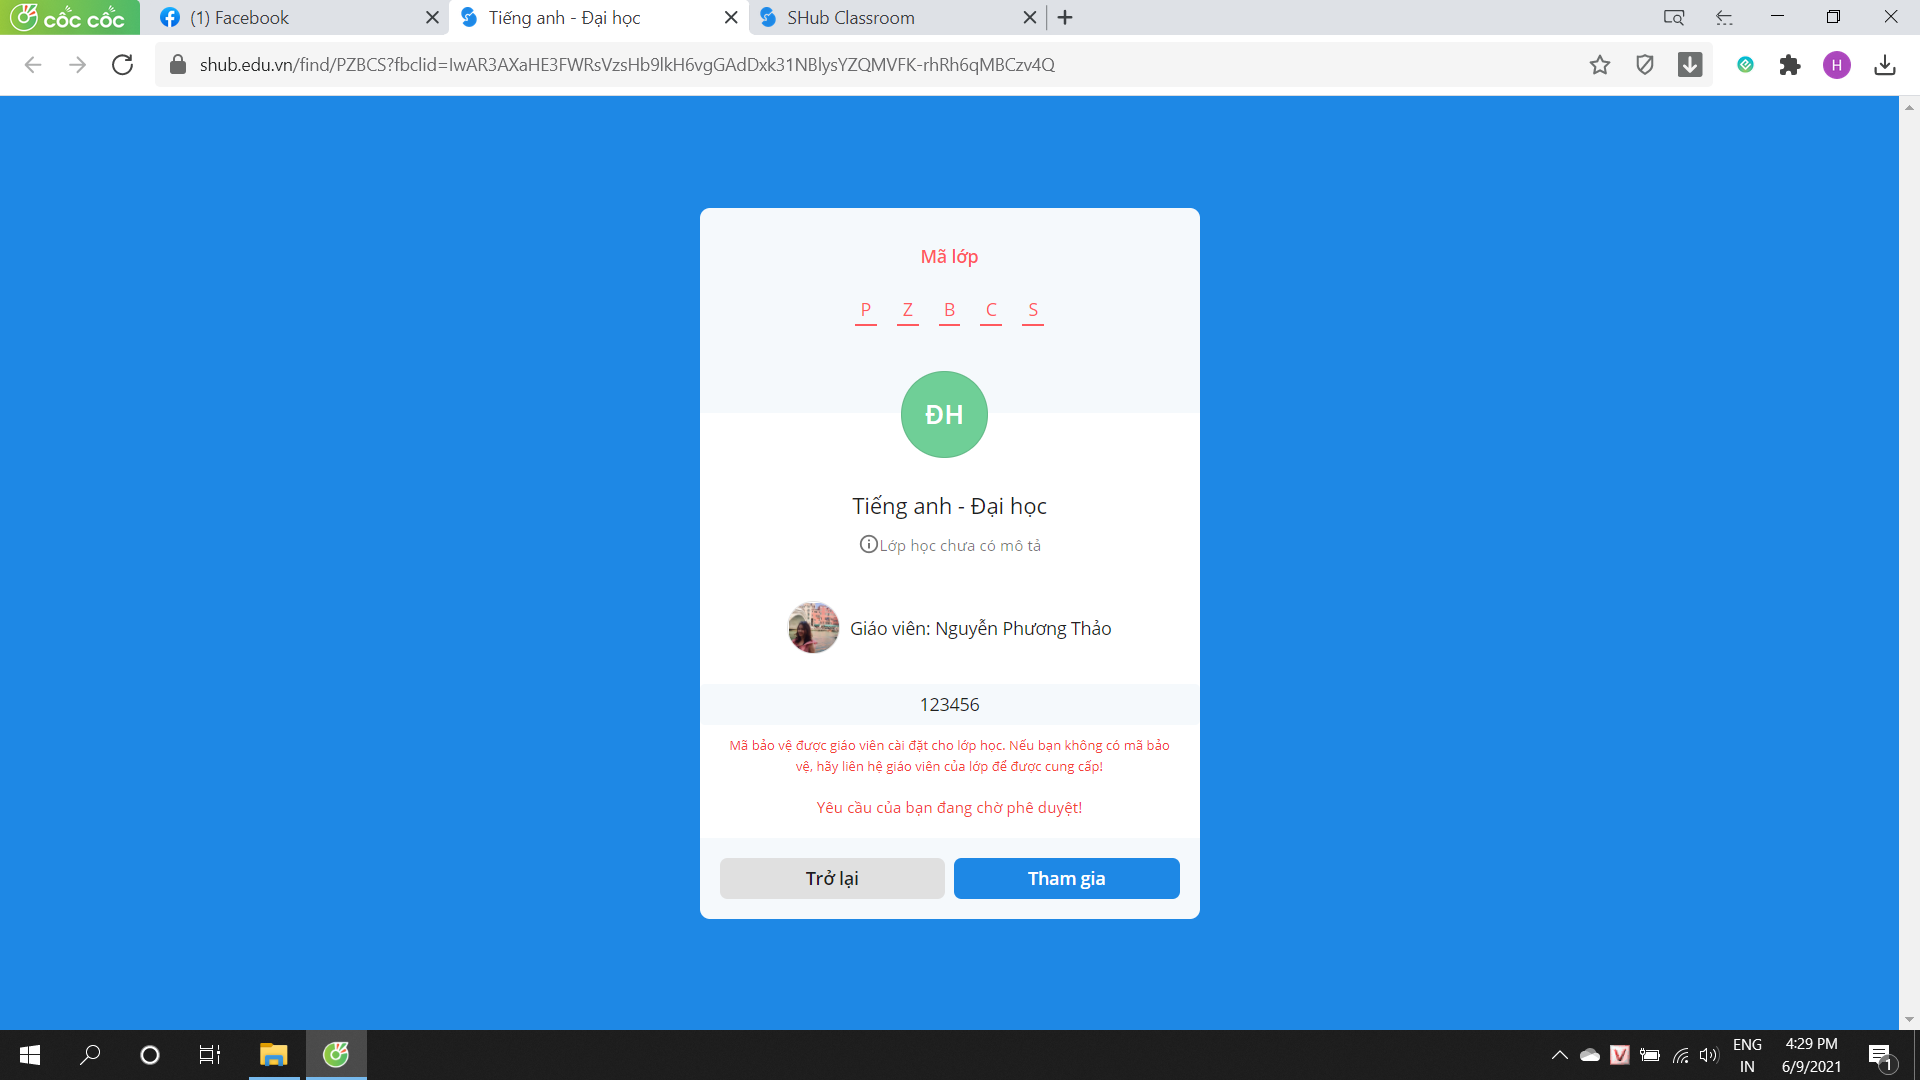 cốc cốc
(1) Facebook
Tiếng anh - Đại học
SHub Classroom
shub.edu.vn/find/PZBCS?fbclid=IwAR3AXaHE3FWRsVzsHb9lkH6vgGAdDxk31NBlysYZQMVFK-rhRh6qMBCzv4Q
H
Mã lớp
P Z B C S
ĐH
Tiếng anh - Đại học
Lớp học chưa có mô tả
Giáo viên: Nguyễn Phương Thảo
123456
Mã bảo vệ được giáo viên cài đặt cho lớp học. Nếu bạn không có mã bảo
vệ, hãy liên hệ giáo viên của lớp để được cung cấp!
Yêu cầu của bạn đang chờ phê duyệt!
Trở lại
Tham gia
V
ENG
IN
4:29 PM
6/9/2021
1